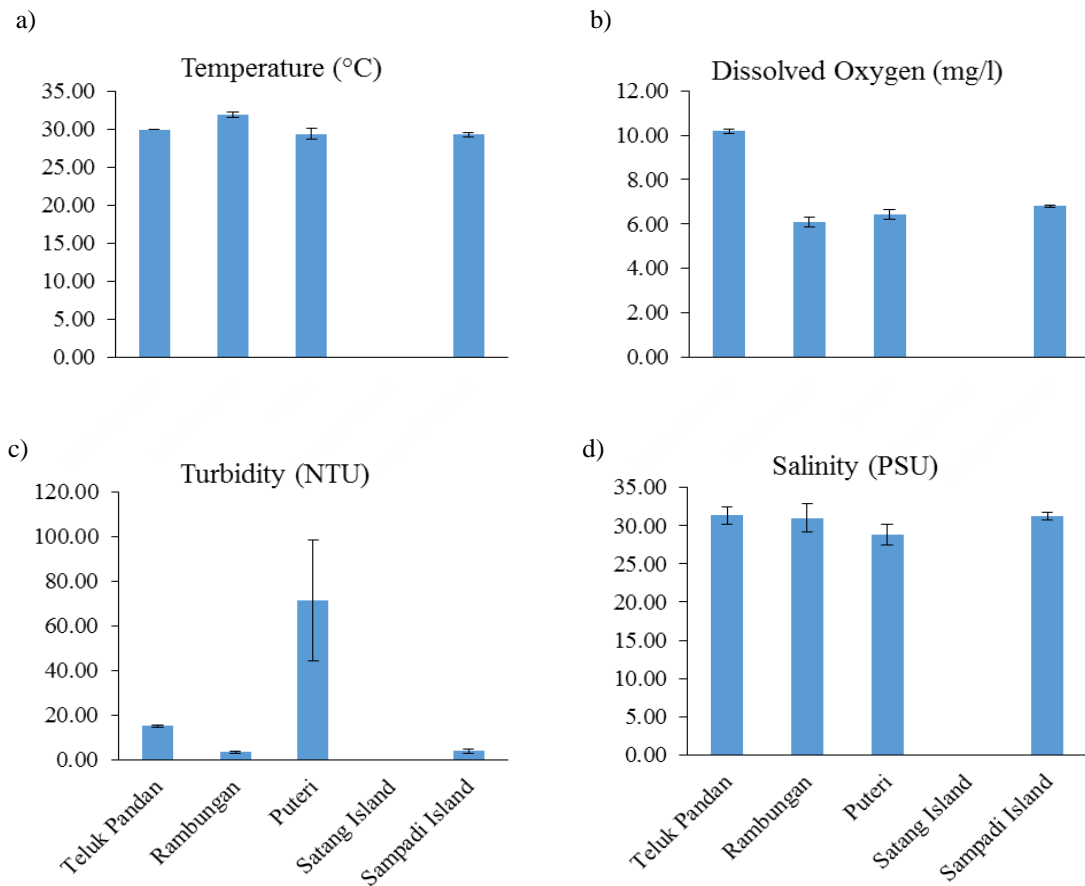 a)
Temperature (°C)
35.00
30.00
25.00
20.00
15.00
10.00
5.00
0.00
b)
Dissolved Oxygen (mg/l)
12.00
10.00
8.00
6.00
4.00
2.00
0.00
c)
Turbidity (NTU)
120.00
100.00
80.00
60.00
40.00
20.00
0.00
Teluk Pandan
Rambungan
Puteri
Satang Island
Sampadi Island
d)
Salinity (PSU)
35.00
30.00
25.00
20.00
15.00
10.00
5.00
0.00
Teluk Pandan
Rambungan
Puteri
Satang Island
Sampadi Island